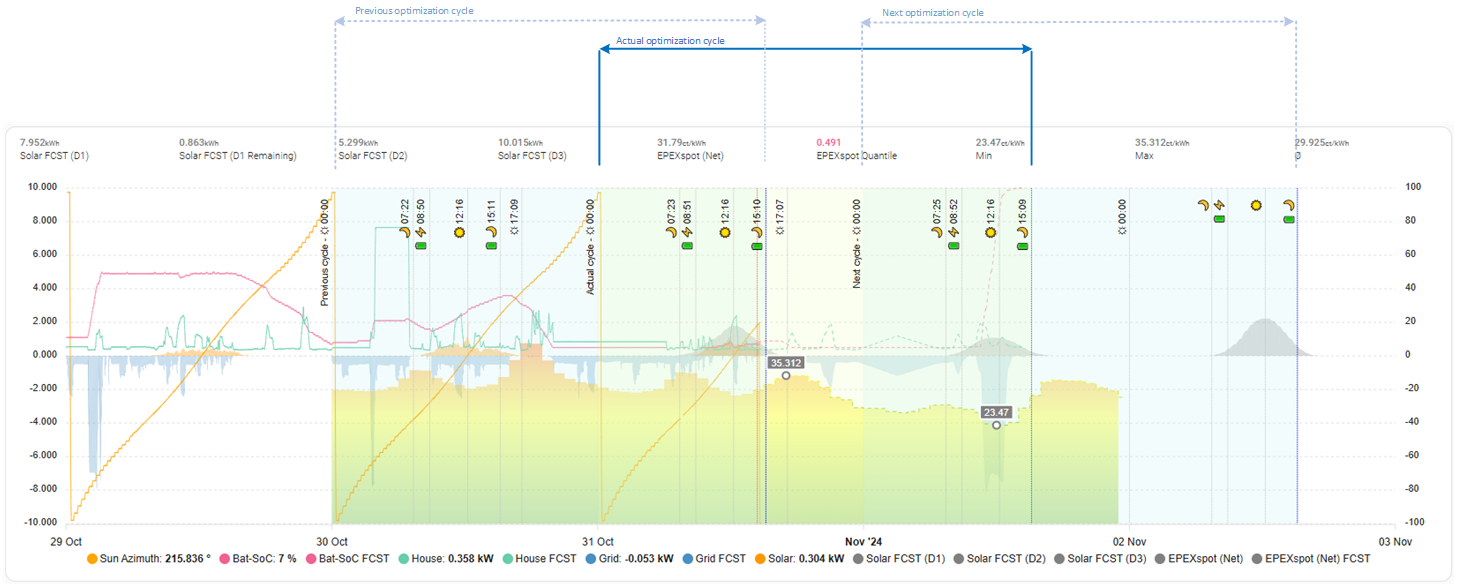 Previous optimization cycle
Next optimization cycle
Actual optimization cycle
7.952kWh
0.863kWh
5.299kWh
10.015kWh
31.79ct/kWh
0.491
23.47ct/kWh
35.312ct/kWh
29.925ct/kWh
Solar FCST (D1)
Solar FCST (D1 Remaining)
Solar FCST (D2)
Solar FCST (D3)
EPEXspot (Net)
EPEXspot Quantile
Min
Max
Ø
10.000
8.000
6.000
4.000
2.000
0.000
-2.000
-4.000
-6.000
-8.000
-10.000
100
80
60
40
20
0
-20
-40
-60
-80
-100
Previous cycle - 00:00
07:22
08:50
12:16
15:11
17:09
Actual cycle - 00:00
07:23
08:51
12:16
15:10
17:07
Next cycle - 00:00
07:25
08:52
12:16
15:09
00:00
35.312
23.47
29 Oct
30 Oct
31 Oct
Nov '24
02 Nov
03 Nov
Sun Azimuth: 215.836 °
Bat-SoC: 7 %
Bat-SoC FCST
House: 0.358 kW
House FCST
Grid: -0.053 kW
Grid FCST
Solar: 0.304 kW
Solar FCST (D1)
Solar FCST (D2)
Solar FCST (D3)
EPEXspot (Net)
EPEXspot (Net) FCST